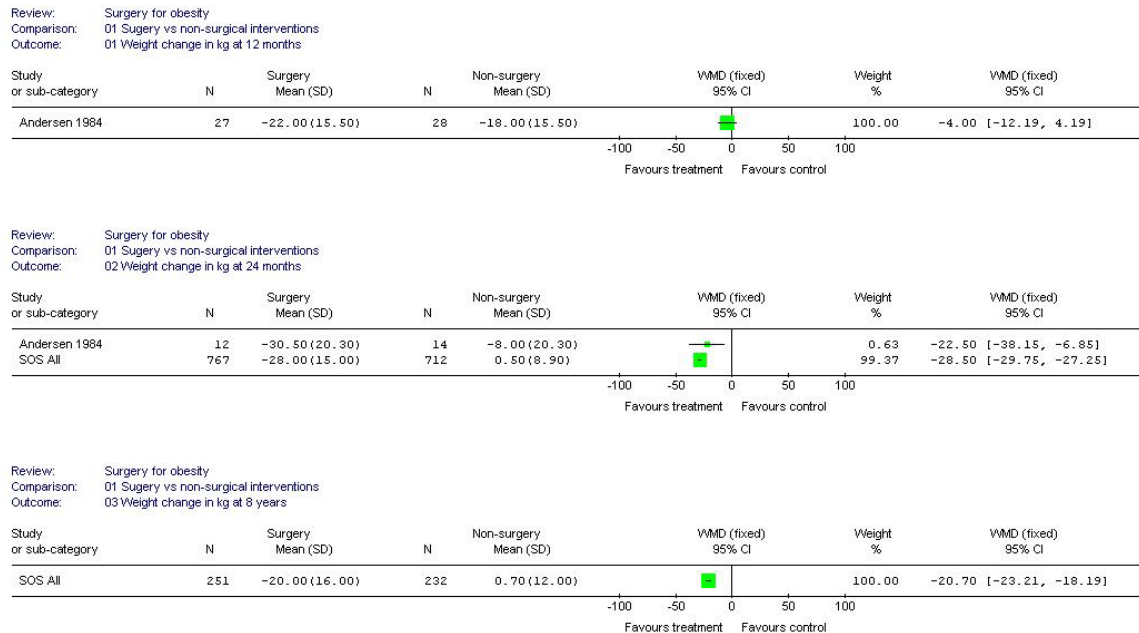 Review: Surgery for obesity
Comparison: 01 Sugery vs non-surgical interventions
Outcome: 01 Weight change in kg at 12 months
Study Surgery Non-surgery WMD (fixed) Weight WMD (fixed)
or sub-category N Mean (SD) N Mean (SD) 95% CI % 95% CI
Andersen 1984 27 -22.00(15.50) 28 -18.00(15.50) 100.00 -4.00 [-12.19, 4.19]
-100 -50 0 50 100
Favours treatment Favours control
Review: Surgery for obesity
Comparison: 01 Sugery vs non-surgical interventions
Outcome: 02 Weight change in kg at 24 months
Study Surgery Non-surgery WMD (fixed) Weight WMD (fixed)
or sub-category N Mean (SD) N Mean (SD) 95% CI % 95% CI
Andersen 1984 12 -30.50(20.30) 14 -8.00(20.30) 0.63 -22.50 [-38.15, -6.85]
SOS All 767 -28.00(15.00) 712 0.50(8.90) 99.37 -28.50 [-29.75, -27.25]
-100 -50 0 50 100
Favours treatment Favours control
Review: Surgery for obesity
Comparison: 01 Sugery vs non-surgical interventions
Outcome: 03 Weight change in kg at 8 years
Study Surgery Non-surgery WMD (fixed) Weight WMD (fixed)
or sub-category N Mean (SD) N Mean (SD) 95% CI % 95% CI
SOS All 251 -20.00(16.00) 232 0.70(12.00) 100.00 -20.70 [-23.21, -18.19]
-100 -50 0 50 100
Favours treatment Favours control